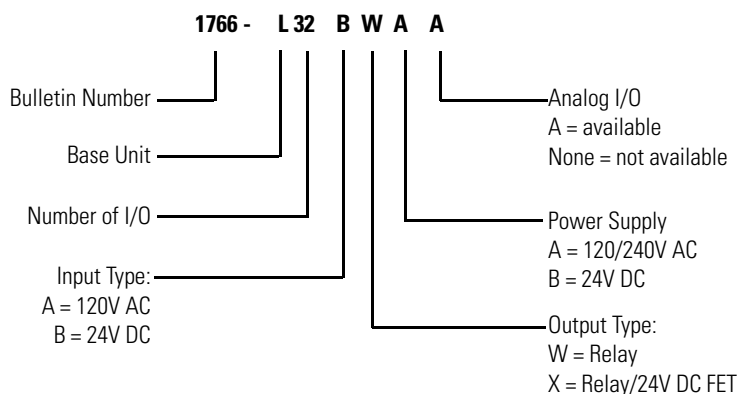 1766 - L 32 B W A A
Bulletin Number
Base Unit
Number of I/O
Input Type:
A = 120V AC
B = 24V DC
Analog I/O
A = available
None = not available
Power Supply
A = 120/240V AC
B = 24V DC
Output Type:
W = Relay
X = Relay/24V DC FET